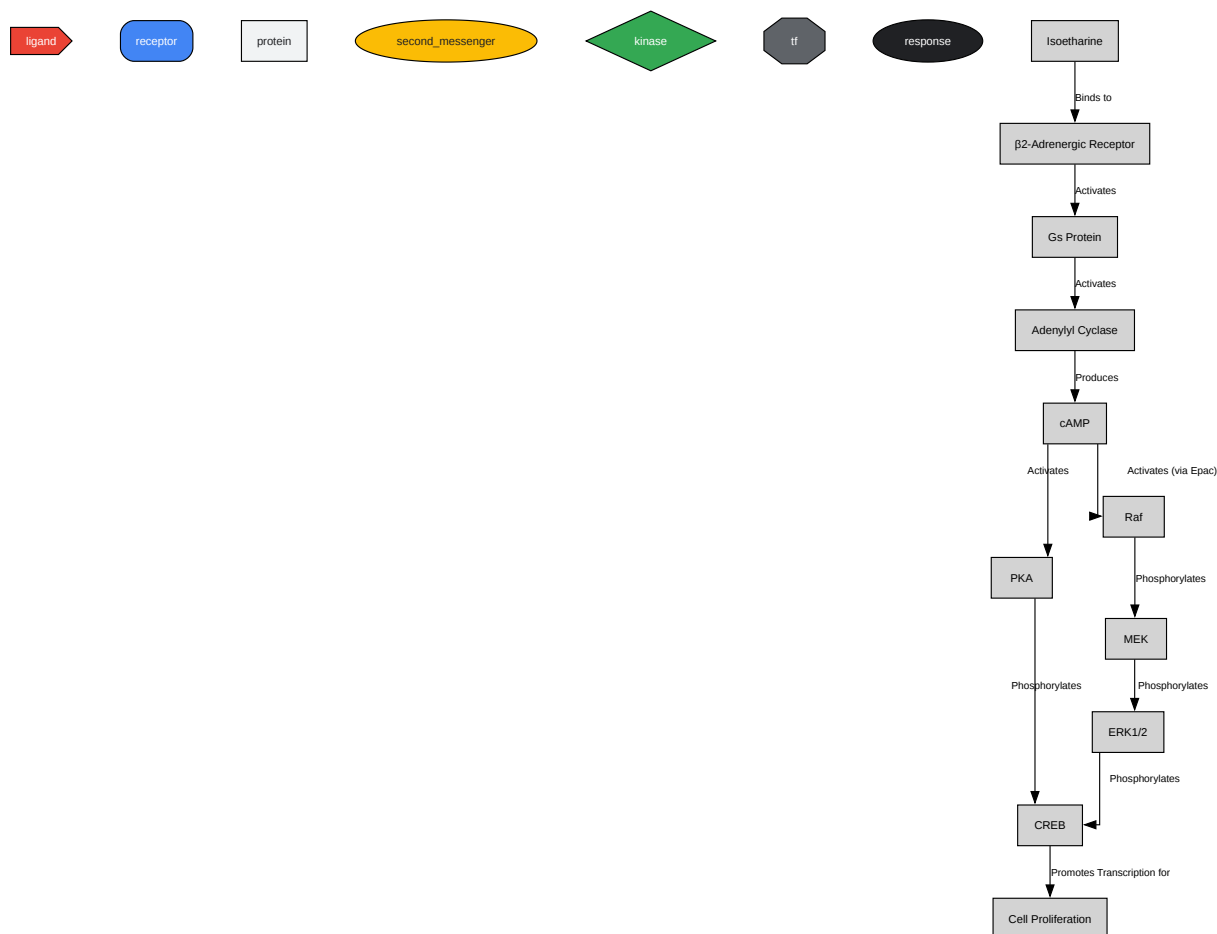 ligand
receptor
protein
second_messenger
kinase
tf
response
Isoetharine
Binds to
β2-Adrenergic Receptor
Activates
Gs Protein
Activates
Adenylyl Cyclase
Produces
cAMP
Activates
Activates (via Epac)
Raf
PKA
Phosphorylates
MEK
Phosphorylates
Phosphorylates
ERK1/2
Phosphorylates
CREB
Promotes Transcription for
Cell Proliferation